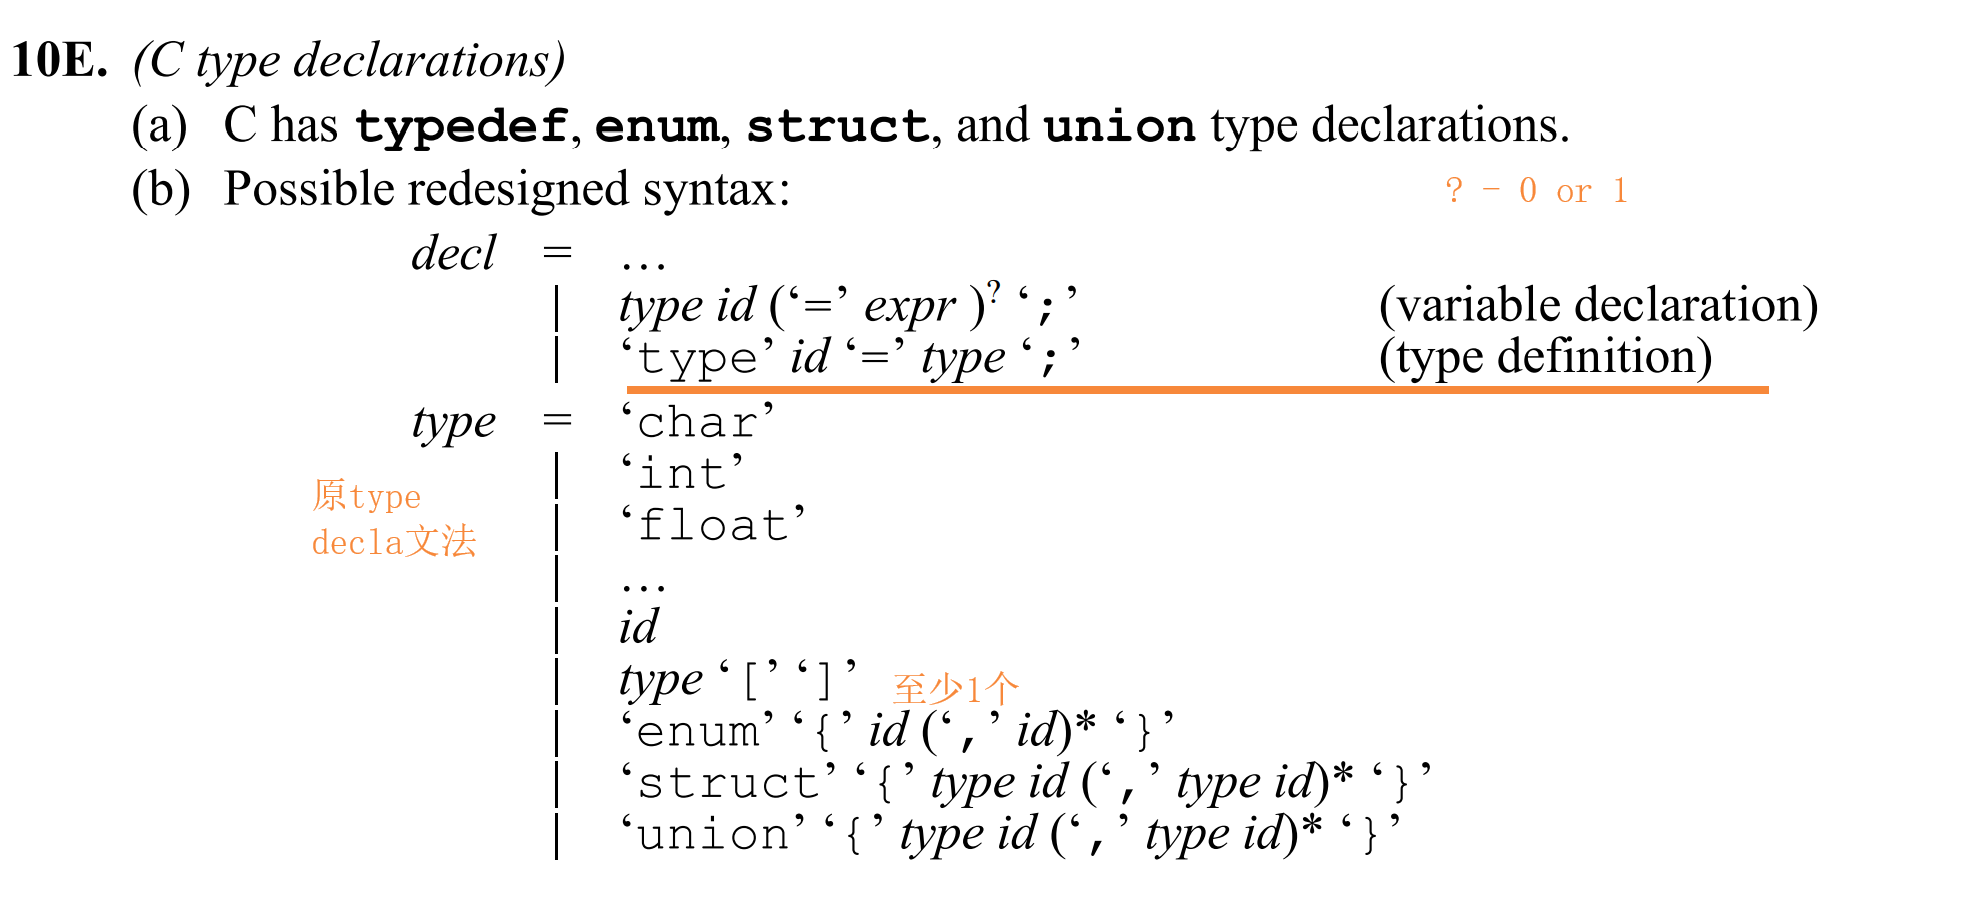 10E. (C type declarations)
(a) C has typedef, enum, struct, and union type declarations.
(b) Possible redesigned syntax:
? - 0 or 1
decl = ...
| type id (‘=’ expr )? ‘;’ (variable declaration)
| ‘type’ id ‘=’ type ‘;’ (type definition)
type = ‘char’
| ‘int’
原type
| ‘float’
decla文法
| ...
| id
| type ‘[’ ‘]’
至少1个
| ‘enum’ ‘{’ id (‘,’ id)* ‘}’
| ‘struct’ ‘{’ type id (‘,’ type id)* ‘}’
| ‘union’ ‘{’ type id (‘,’ type id)* ‘}’